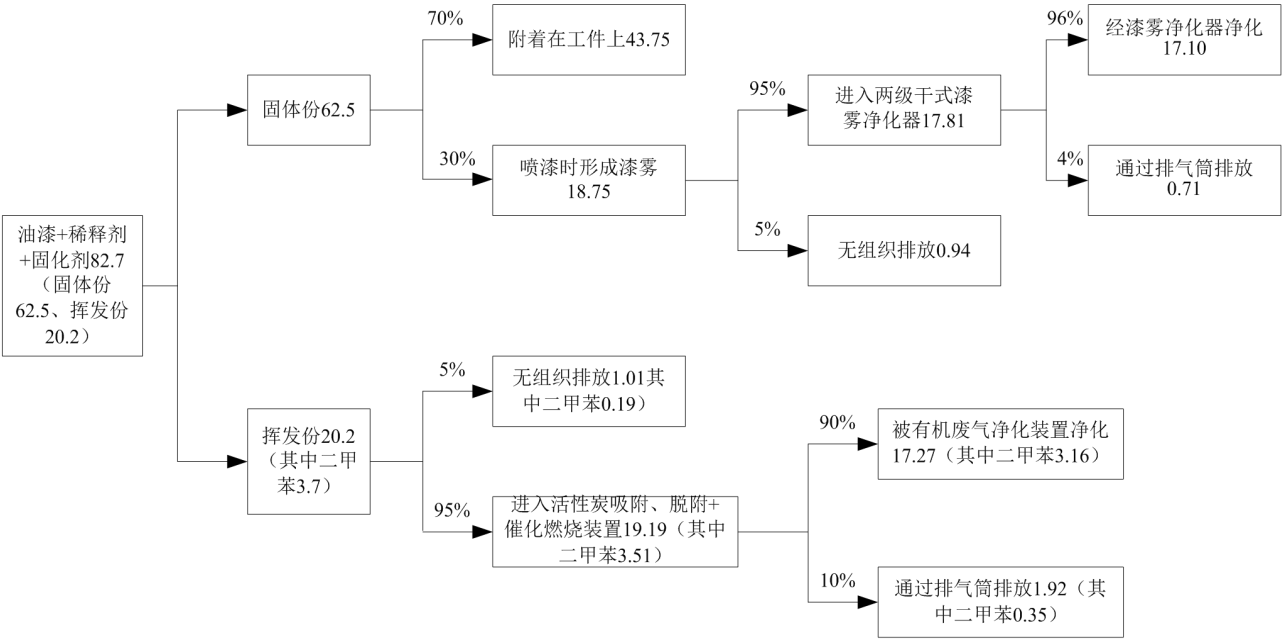 油漆+稀释剂
+固化剂82.7
（固体份
62.5、挥发份
20.2）
固体份62.5
70%
附着在工件上43.75
30%
喷漆时形成漆雾
18.75
95%
进入两级干式漆
雾净化器17.81
96%
经漆雾净化器净化
17.10
4%
通过排气筒排放
0.71
5%
无组织排放0.94
挥发份20.2
（其中二甲
苯3.7）
5%
无组织排放1.01其
中二甲苯0.19）
95%
进入活性炭吸附、脱附+
催化燃烧装置19.19（其中
二甲苯3.51）
90%
被有机废气净化装置净化
17.27（其中二甲苯3.16）
10%
通过排气筒排放1.92（其
中二甲苯0.35）